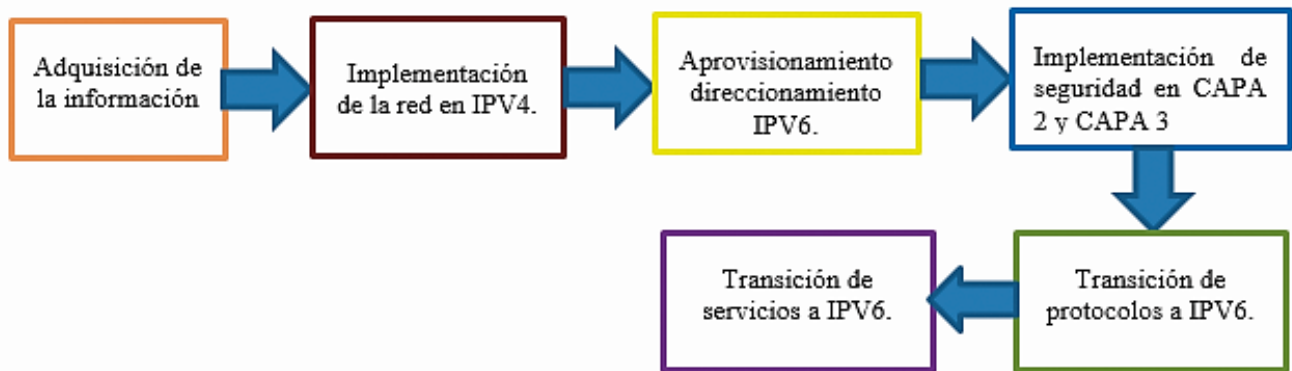 Adquisición de
la información
Implementación
de la red en IPV4.
Aprovisionamiento
direccionamiento
IPV6.
Implementación de
seguridad en CAPA
2 y CAPA 3
Transición de
protocolos a IPV6.
Transición de
servicios a IPV6.